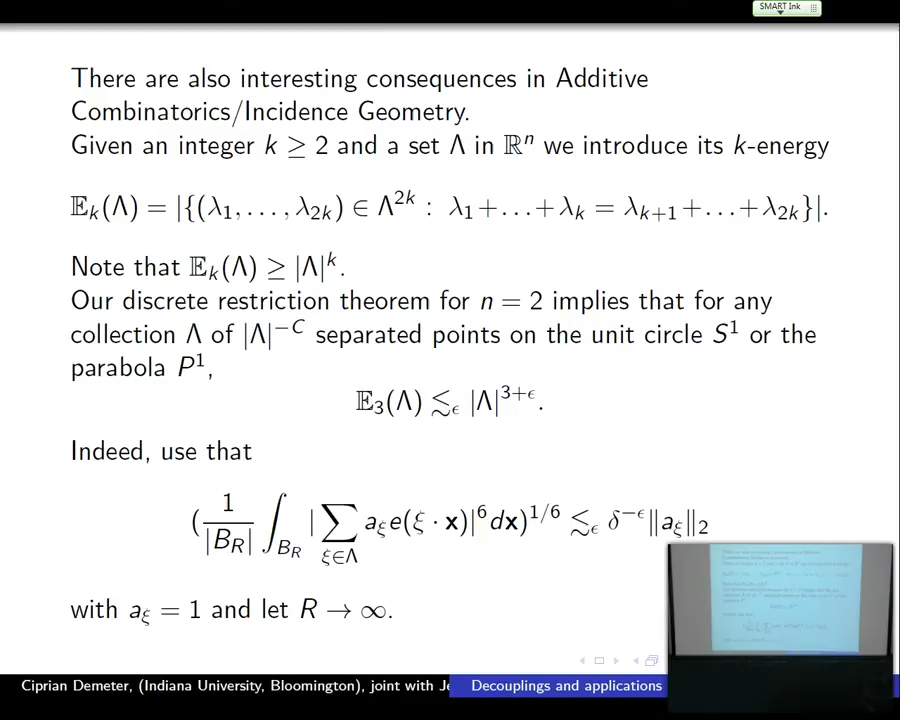 SMART Ink
There are also interesting consequences in Additive
Combinatorics/Incidence Geometry.
Given an integer k ≥ 2 and a set Λ in ℝⁿ we introduce its k-energy
𝔼ₖ(Λ) = |{(λ₁, . . . , λ₂ₖ) ∈ Λ²ᵏ : λ₁+. . .+λₖ = λₖ₊₁+. . .+λ₂ₖ}|.
Note that 𝔼ₖ(Λ) ≥ |Λ|ᵏ.
Our discrete restriction theorem for n = 2 implies that for any
collection Λ of |Λ|^{−C} separated points on the unit circle S¹ or the
parabola P¹,
𝔼₃(Λ) ≲_ϵ |Λ|^{3+ϵ}.
Indeed, use that
(\frac{1}{|B_R|} ∫_{B_R} | ∑_{ξ∈Λ} a_ξ e(ξ · x)|⁶ dx)^{1/6} ≲_ϵ δ^{−ϵ} ‖a_ξ‖₂
with a_ξ = 1 and let R → ∞.
Ciprian Demeter, (Indiana University, Bloomington), joint with Decouplings and applications